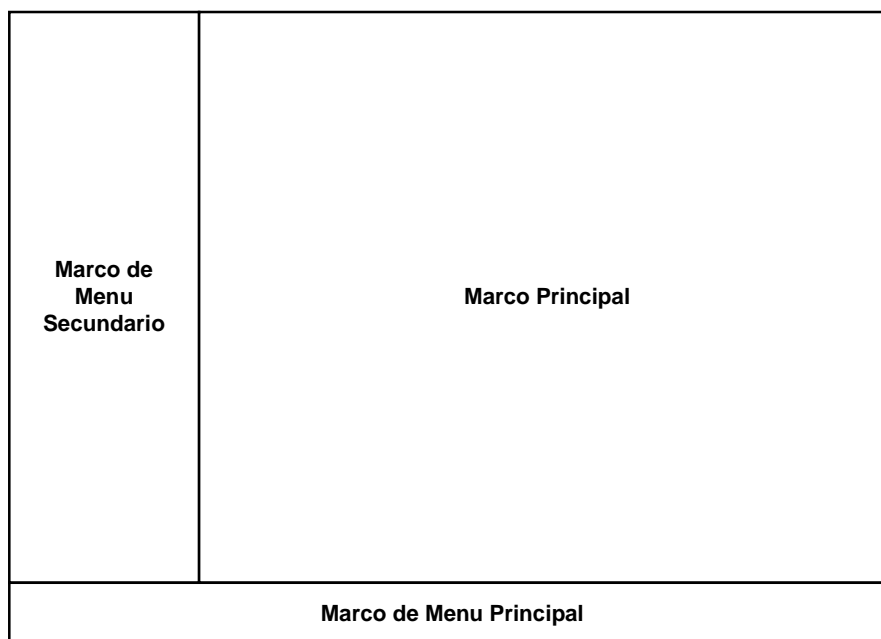 Marco de
Menu
Secundario
Marco Principal
Marco de Menu Principal